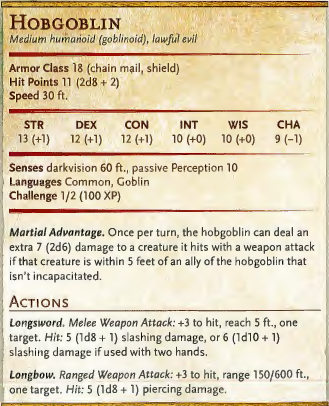 HOBGOBLIN
Medium humanoid (goblinoid), lawful evil
Armor Class 18 (chain mail, shield)
Hit Points 11 (2d8 + 2)
Speed 30 ft.
STR DEX CON INT WIS CHA
13 (+1) 12 (+1) 12 (+1) 10 (+0) 10 (+0) 9 (−1)
Senses darkvision 60 ft., passive Perception 10
Languages Common, Goblin
Challenge 1/2 (100 XP)
Martial Advantage. Once per turn, the hobgoblin can deal an
extra 7 (2d6) damage to a creature it hits with a weapon attack
if that creature is within 5 feet of an ally of the hobgoblin that
isn't incapacitated.
ACTIONS
Longsword. Melee Weapon Attack: +3 to hit, reach 5 ft., one
target. Hit: 5 (1d8 + 1) slashing damage, or 6 (1d10 + 1)
slashing damage if used with two hands.
Longbow. Ranged Weapon Attack: +3 to hit, range 150/600 ft.,
one target. Hit: 5 (1d8 + 1) piercing damage.